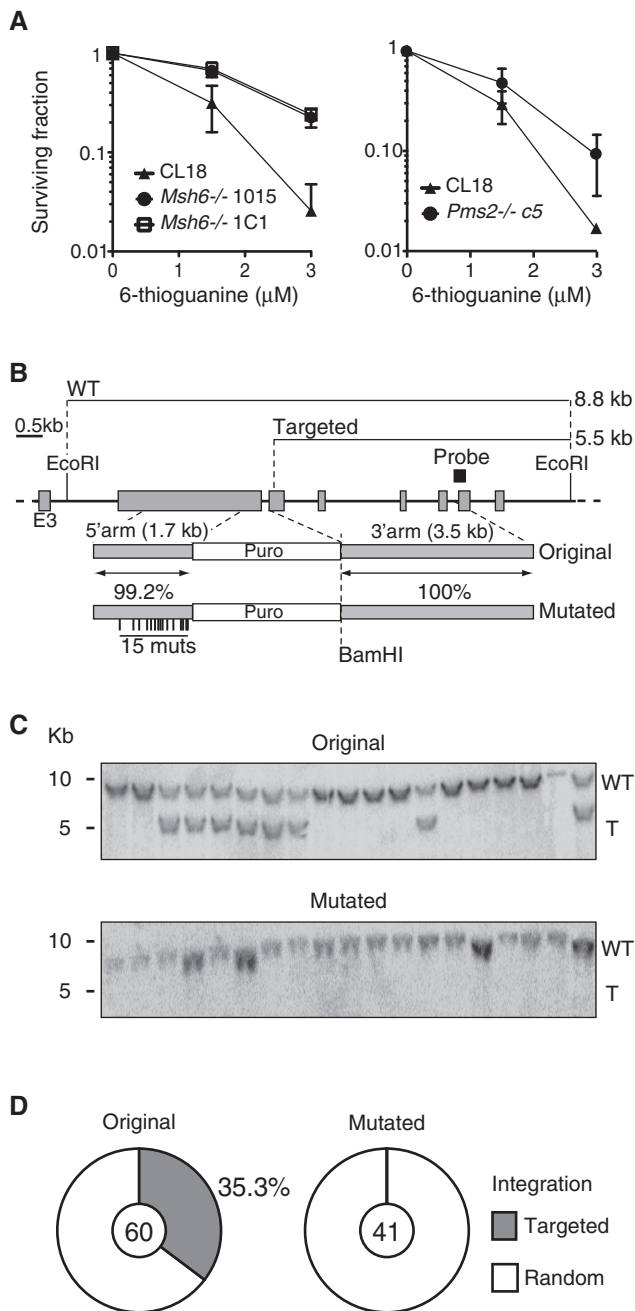 A
1
0.1
0.01
Surviving fraction
CL18
Msh6-/- 1015
Msh6-/- 1C1
0 1 2 3
6-thioguanine (μM)
1
0.10
0.01
CL18
Pms2-/- c5
0 1 2 3
6-thioguanine (μM)
B
WT
8.8 kb
0.5kb
Targeted
5.5 kb
EcoRI
Probe
EcoRI
E3
5'arm (1.7 kb)
3'arm (3.5 kb)
Puro
Original
99.2%
100%
Puro
Mutated
15 muts
BamHI
C
Kb
Original
10
WT
5
T
Mutated
10
WT
5
T
D
Original
Mutated
35.3%
60
41
Integration
Targeted
Random